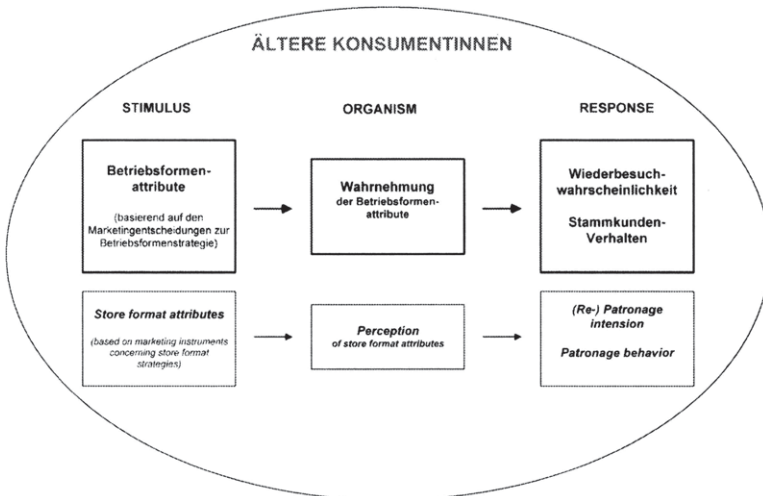 ÄLTERE KONSUMENTINNEN
STIMULUS
ORGANISM
RESPONSE
Betriebsformen-
attribute
(basierend auf den
Marketingentscheidungen zur
Betriebsformenstrategie)
Wahrnehmung
der Betriebsformen-
attribute
Wiederbesuch-
wahrscheinlichkeit
Stammkunden-
Verhalten
Store format attributes
(based on marketing instruments
concerning store format
strategies)
Perception
of store format attributes
(Re-) Patronage
intension
Patronage behavior